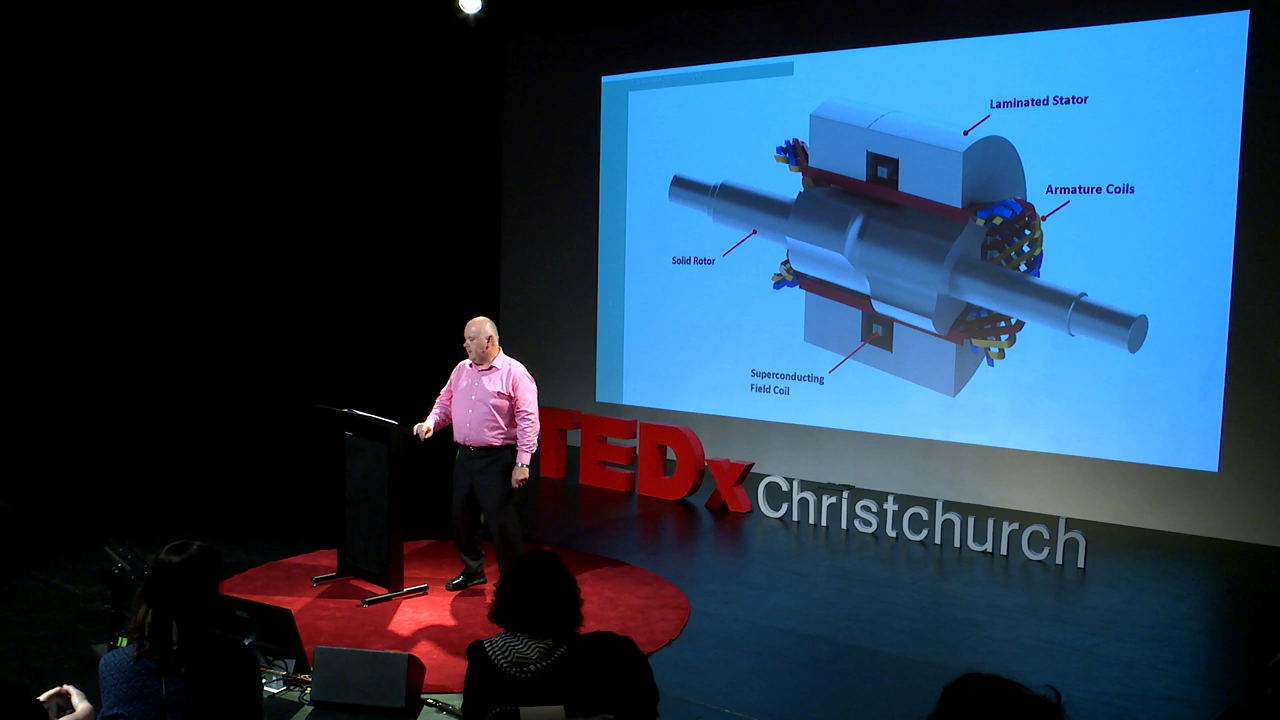 Laminated Stator
Armature Coils
Solid Rotor
Superconducting
Field Coil
TEDx
Christchurch